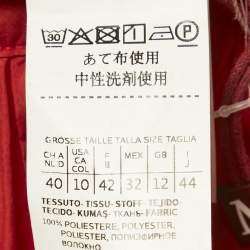 30
P
あて布使用
中性洗剤使用
GRÖSSE TAILLE TALLA SIZE TAGLIA
CH A USA F MEX GB I
NL D CA CO E B J
40 10 42 32 12 44
TESSUTO-TISSU-STOFF-TEJIDO-
TECIDO-KUMAŞ-ТКАНЬ-FABRIC
100% POLIESTERE, POLYESTER,
POLIESTER, ПОЛИЭФИРНОЕ
ВОЛОКНО